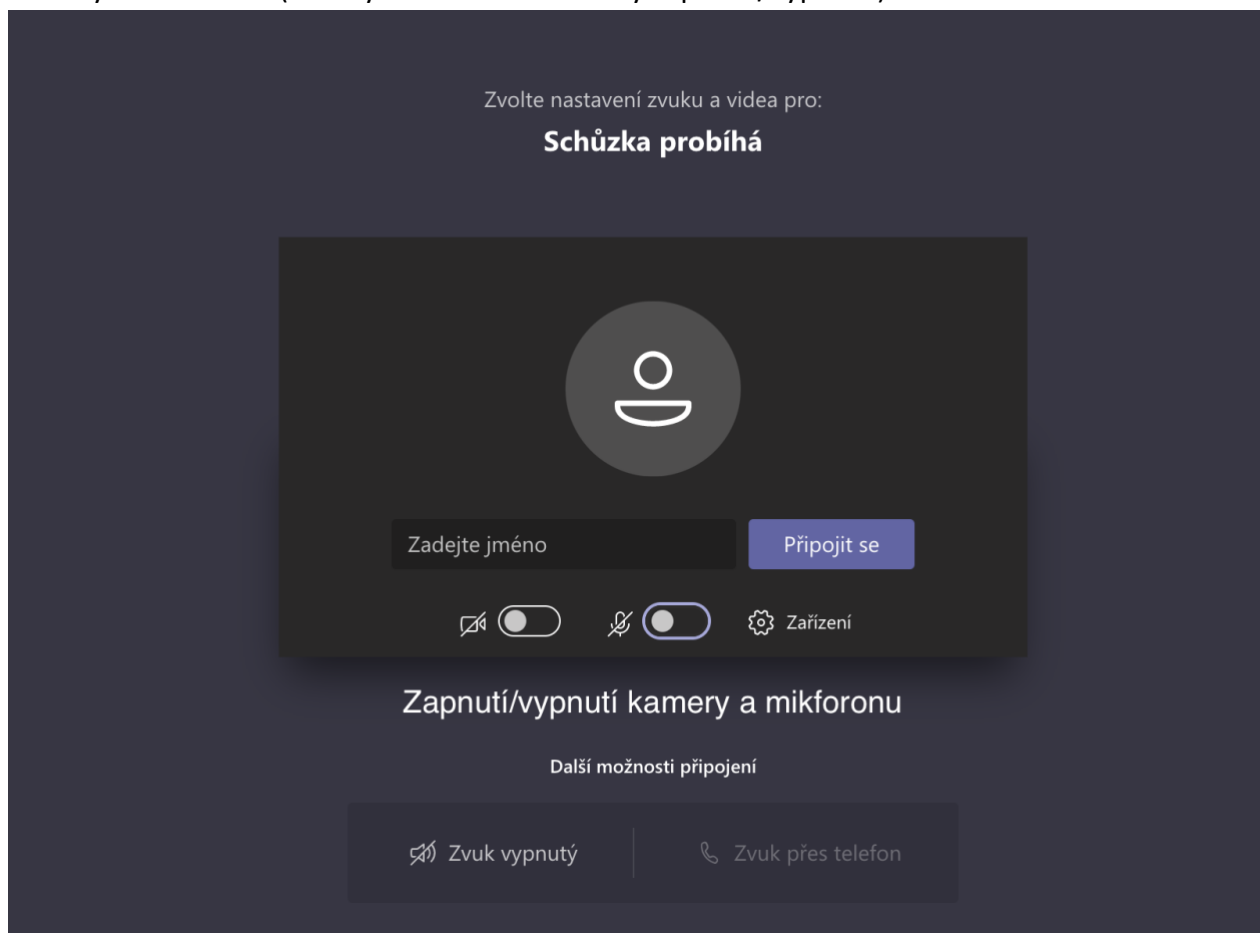 Zvolte nastavení zvuku a videa pro:
Schůzka probíhá
Zadejte jméno
Připojit se
Zařízení
Zapnutí/vypnutí kamery a mikforonu
Další možnosti připojení
Zvuk vypnutý
Zvuk přes telefon